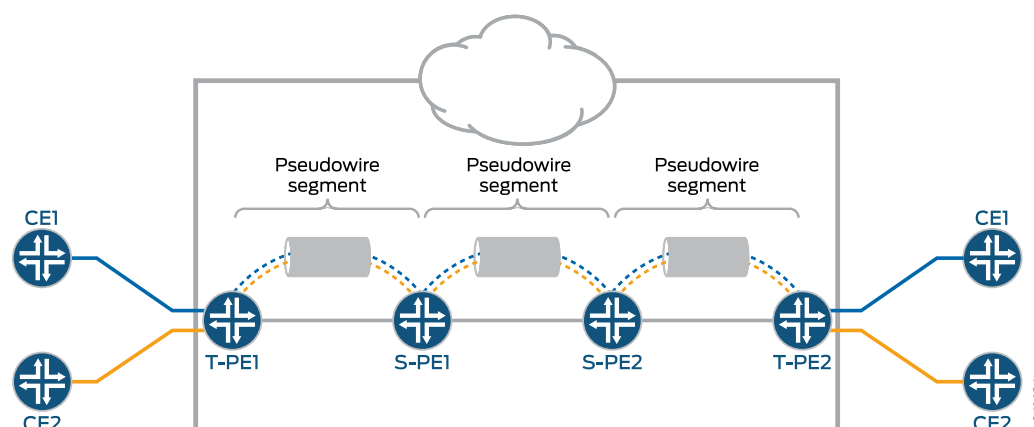 Pseudowire
segment
Pseudowire
segment
Pseudowire
segment
CE1
CE1
T-PE1
S-PE1
S-PE2
T-PE2
CE2
CE2